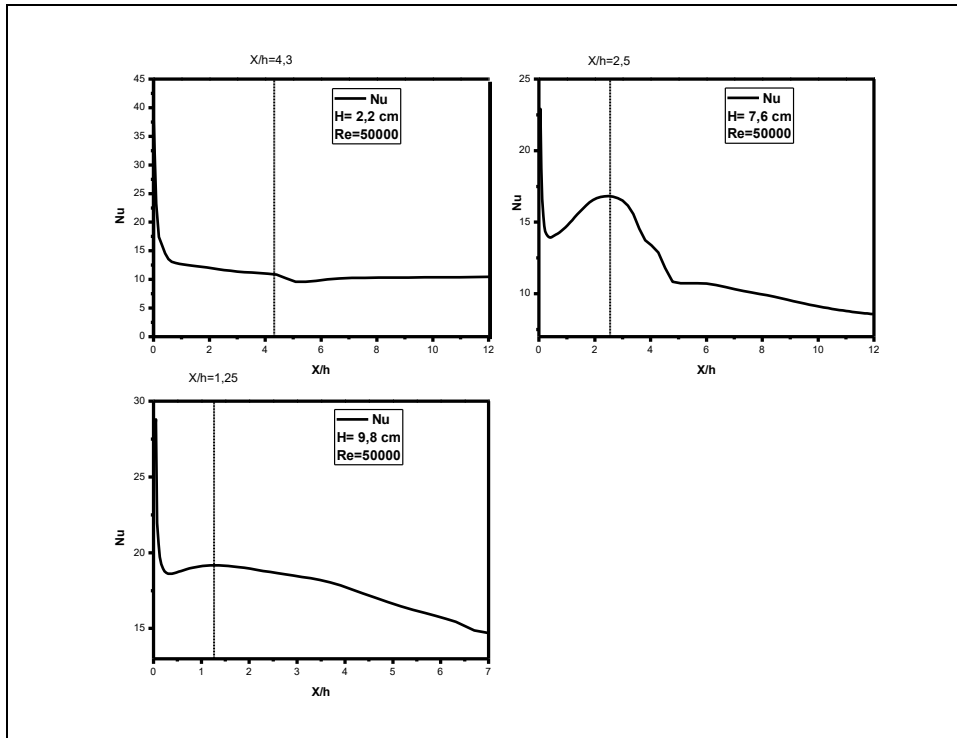 X/h=4,3
45
40
35
30
25
20
15
10
5
0
Nu
Nu
H= 2,2 cm
Re=50000
0 2 4 6 8 10 12
X/h
X/h=2,5
25
20
15
10
Nu
Nu
H= 7,6 cm
Re=50000
0 2 4 6 8 10 12
X/h
X/h=1,25
30
25
20
15
Nu
Nu
H= 9,8 cm
Re=50000
0 1 2 3 4 5 6 7
X/h